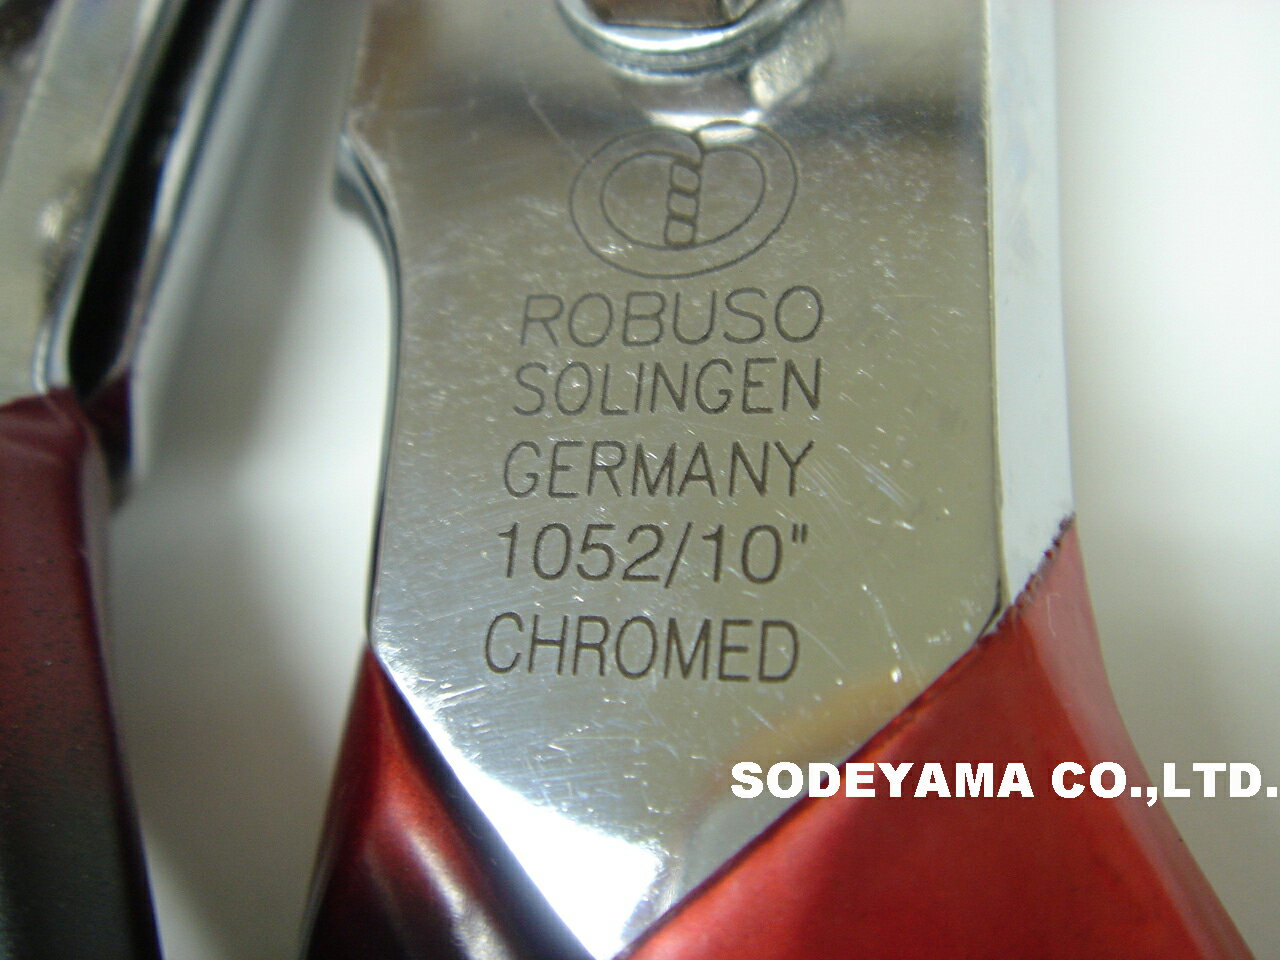 ROBUSO
SOLINGEN
GERMANY
1052/10"
CHROMED
SODEYAMA CO.,LTD.